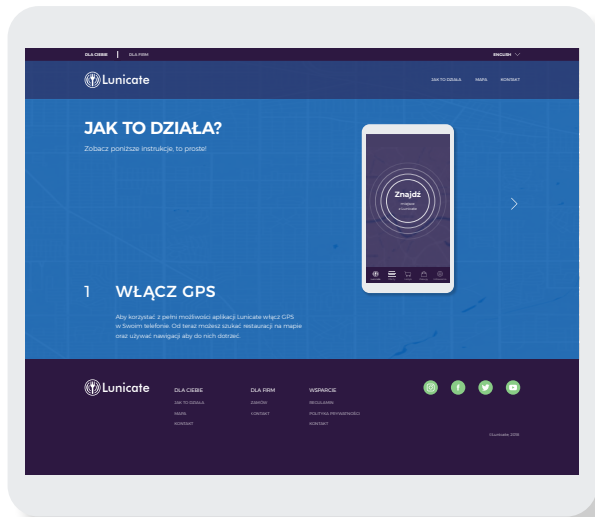 DLA CIEBIE | DLA FIRM ENGLISH
Lunicate JAK TO DZIAŁA MAPA KONTAKT
JAK TO DZIAŁA?
Zobacz poniższe instrukcje, to proste!
Znajdź
miejsce
z Lunicate
1 WŁĄCZ GPS
Aby korzystać z pełni możliwości aplikacji Lunicate włącz GPS
w Swoim telefonie. Od teraz możesz szukać restauracji na mapie
oraz używać nawigacji aby do nich dotrzeć.
Lunicate
DLA CIEBIE
JAK TO DZIAŁA
MAPA
KONTAKT
DLA FIRM
ZAMÓW
KONTAKT
WSPARCIE
REGULAMIN
POLITYKA PRYWATNOŚCI
KONTAKT